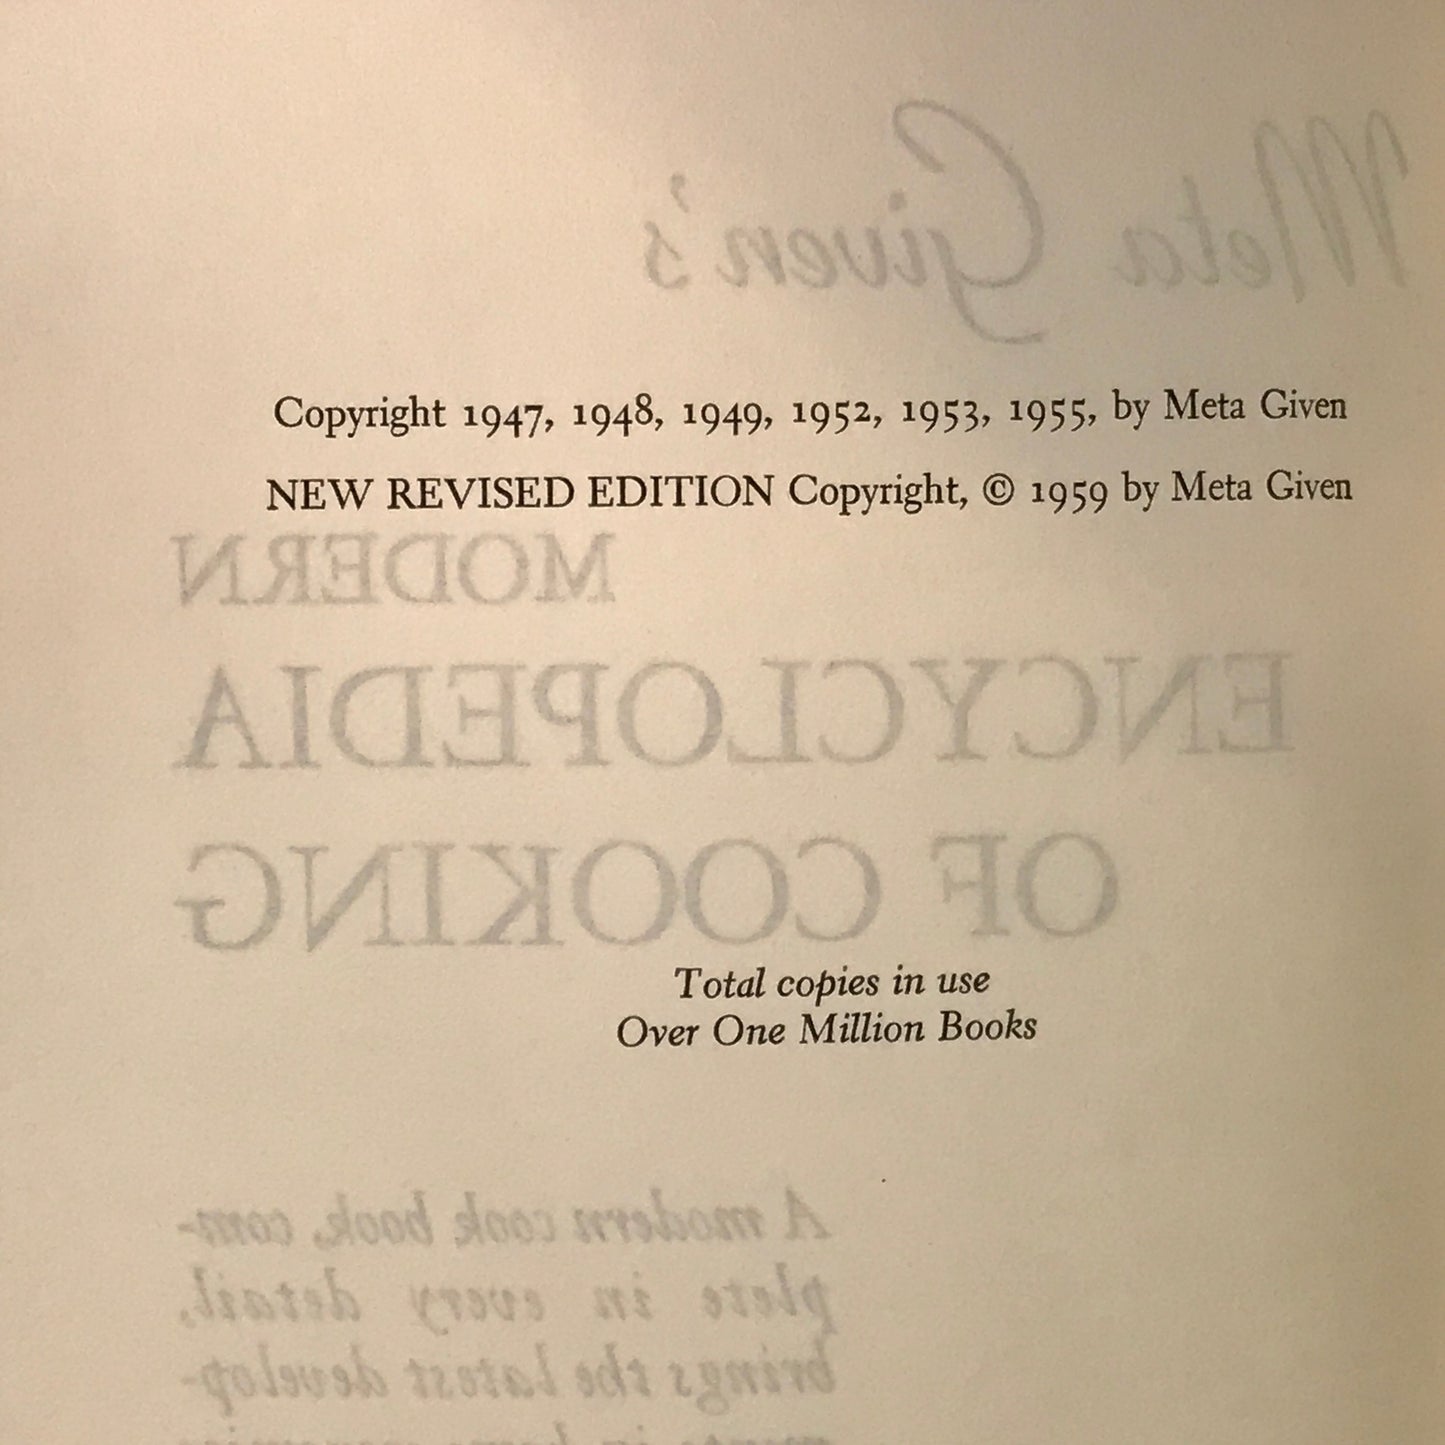 Meta Given's
Copyright 1947, 1948, 1949, 1952, 1953, 1955, by Meta Given
NEW REVISED EDITION Copyright, © 1959 by Meta Given
MODERN
ENCYCLOPEDIA
OF COOKING
Total copies in use
Over One Million Books
A modern cook book, com-
plete in every detail,
brings the latest develop-